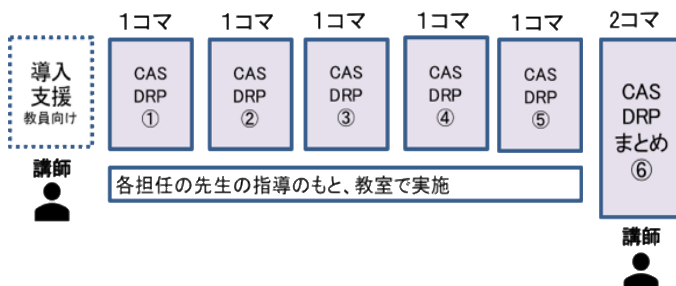 1コマ
1コマ
1コマ
1コマ
1コマ
2コマ
導入
支援
教員向け
講師
CAS
DRP
①
CAS
DRP
②
CAS
DRP
③
CAS
DRP
④
CAS
DRP
⑤
CAS
DRP
まとめ
⑥
各担任の先生の指導のもと、教室で実施
講師